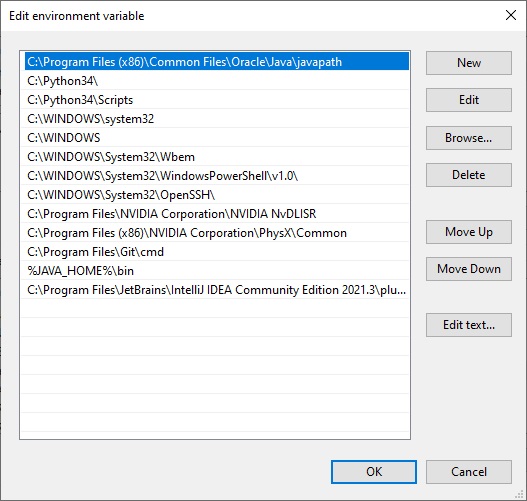 Edit environment variable
C:\Program Files (x86)\Common Files\Oracle\Java\javapath
C:\Python34\
C:\Python34\Scripts
C:\WINDOWS\system32
C:\WINDOWS
C:\WINDOWS\System32\Wbem
C:\WINDOWS\System32\WindowsPowerShell\v1.0\
C:\WINDOWS\System32\OpenSSH\
C:\Program Files\NVIDIA Corporation\NVIDIA NvDLISR
C:\Program Files (x86)\NVIDIA Corporation\PhysX\Common
C:\Program Files\Git\cmd
%JAVA_HOME%\bin
C:\Program Files\JetBrains\IntelliJ IDEA Community Edition 2021.3\plu...
New
Edit
Browse...
Delete
Move Up
Move Down
Edit text...
OK
Cancel